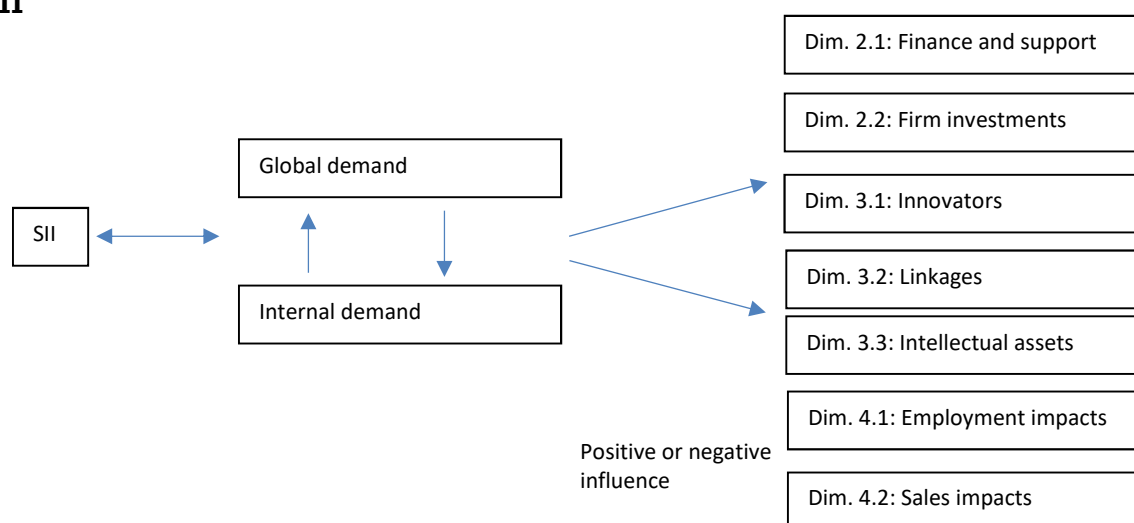 Dim. 2.1: Finance and support
Dim. 2.2: Firm investments
Global demand
Dim. 3.1: Innovators
SII
Dim. 3.2: Linkages
Internal demand
Dim. 3.3: Intellectual assets
Dim. 4.1: Employment impacts
Positive or negative
influence
Dim. 4.2: Sales impacts